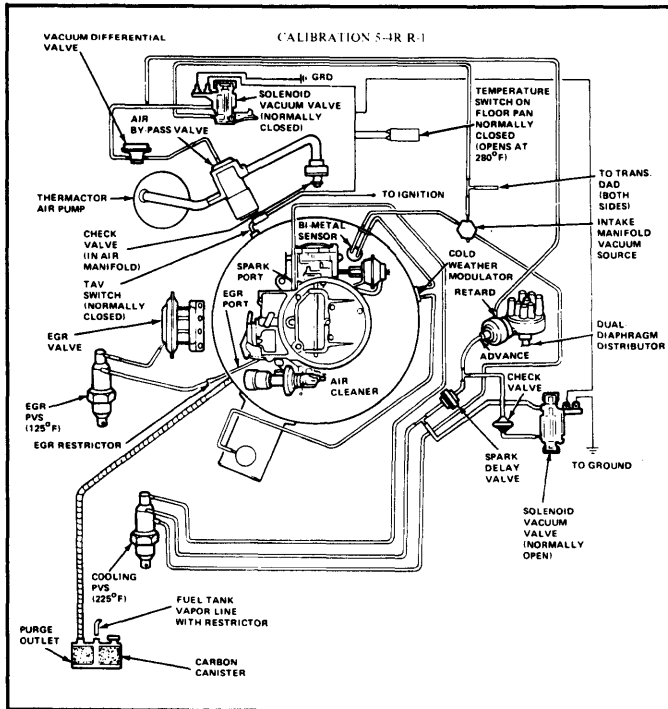 CALIBRATION 5-4R R-1
VACUUM DIFFERENTIAL
VALVE
GRD
SOLENOID
VACUUM VALVE
(NORMALLY
CLOSED)
AIR
BY-PASS VALVE
TEMPERATURE
SWITCH ON
FLOOR PAN
NORMALLY
CLOSED
(OPENS AT
280°F)
THERMACTOR
AIR PUMP
TO IGNITION
TO TRANS.
DAD (BOTH
SIDES)
INTAKE
MANIFOLD
VACUUM
SOURCE
CHECK
VALVE
(IN AIR
MANIFOLD)
BI-METAL
SENSOR
TAV
SWITCH
(NORMALLY
CLOSED)
SPARK
PORT
COLD
WEATHER
MODULATOR
EGR
VALVE
EGR
PORT
RETARD
DUAL
DIAPHRAGM
DISTRIBUTOR
ADVANCE
AIR
CLEANER
CHECK
VALVE
EGR
PVS
(125°F)
EGR RESTRICTOR
SPARK
DELAY
VALVE
TO GROUND
SOLENOID
VACUUM
VALVE
(NORMALLY
OPEN)
COOLING
PVS
(225°F)
FUEL TANK
VAPOR LINE
WITH RESTRICTOR
PURGE
OUTLET
CARBON
CANISTER